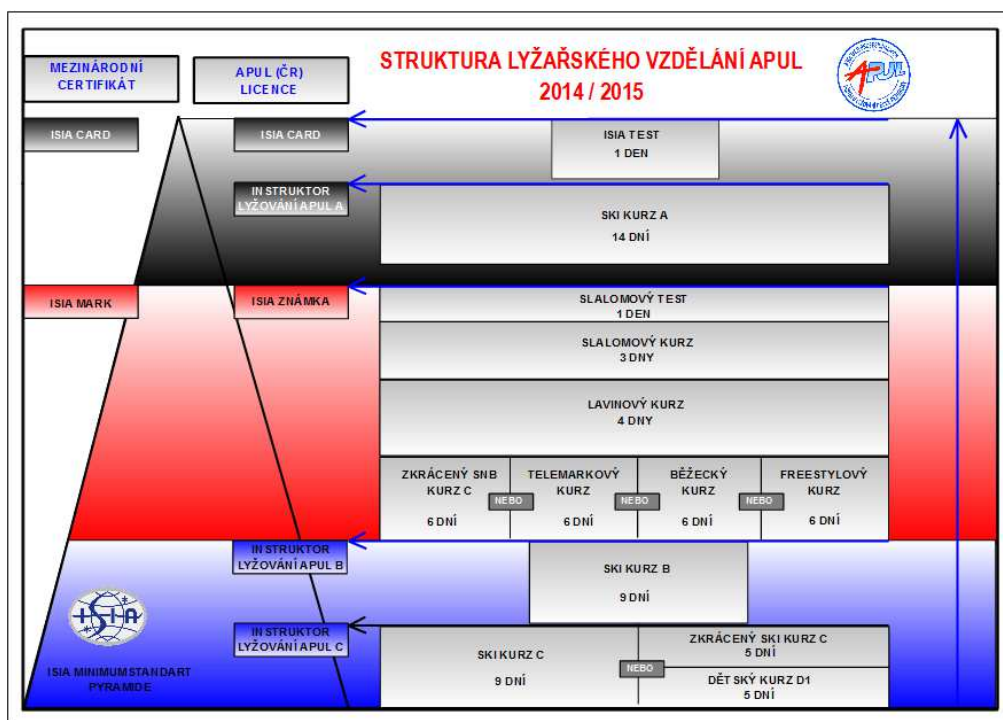 STRUKTURA LYŽAŘSKÉHO VZDĚLÁNÍ APUL
2014 / 2015
MEZINÁRODNÍ
CERTIFIKÁT
APUL (ČR)
LICENCE
APUL
ISIA CARD
ISIA CARD
ISIA TEST
1 DEN
INSTRUKTOR
LYŽOVÁNÍ APUL A
SKI KURZ A
14 DNÍ
ISIA MARK
ISIA ZNÁMKA
SLALOMOVÝ TEST
1 DEN
SLALOMOVÝ KURZ
3 DNY
LAVINOVÝ KURZ
4 DNY
ZKRÁCENÝ SNB
KURZ C
6 DNÍ
NEBO
TELEMARKOVÝ
KURZ
6 DNÍ
NEBO
BĚŽECKÝ
KURZ
6 DNÍ
NEBO
FREESTYLOVÝ
KURZ
6 DNÍ
INSTRUKTOR
LYŽOVÁNÍ APUL B
SKI KURZ B
9 DNÍ
ISIA
INSTRUKTOR
LYŽOVÁNÍ APUL C
SKI KURZ C
9 DNÍ
NEBO
ZKRÁCENÝ SKI KURZ C
5 DNÍ
DĚTSKÝ KURZ D1
5 DNÍ
ISIA MINIMUMSTANDART
PYRAMIDE